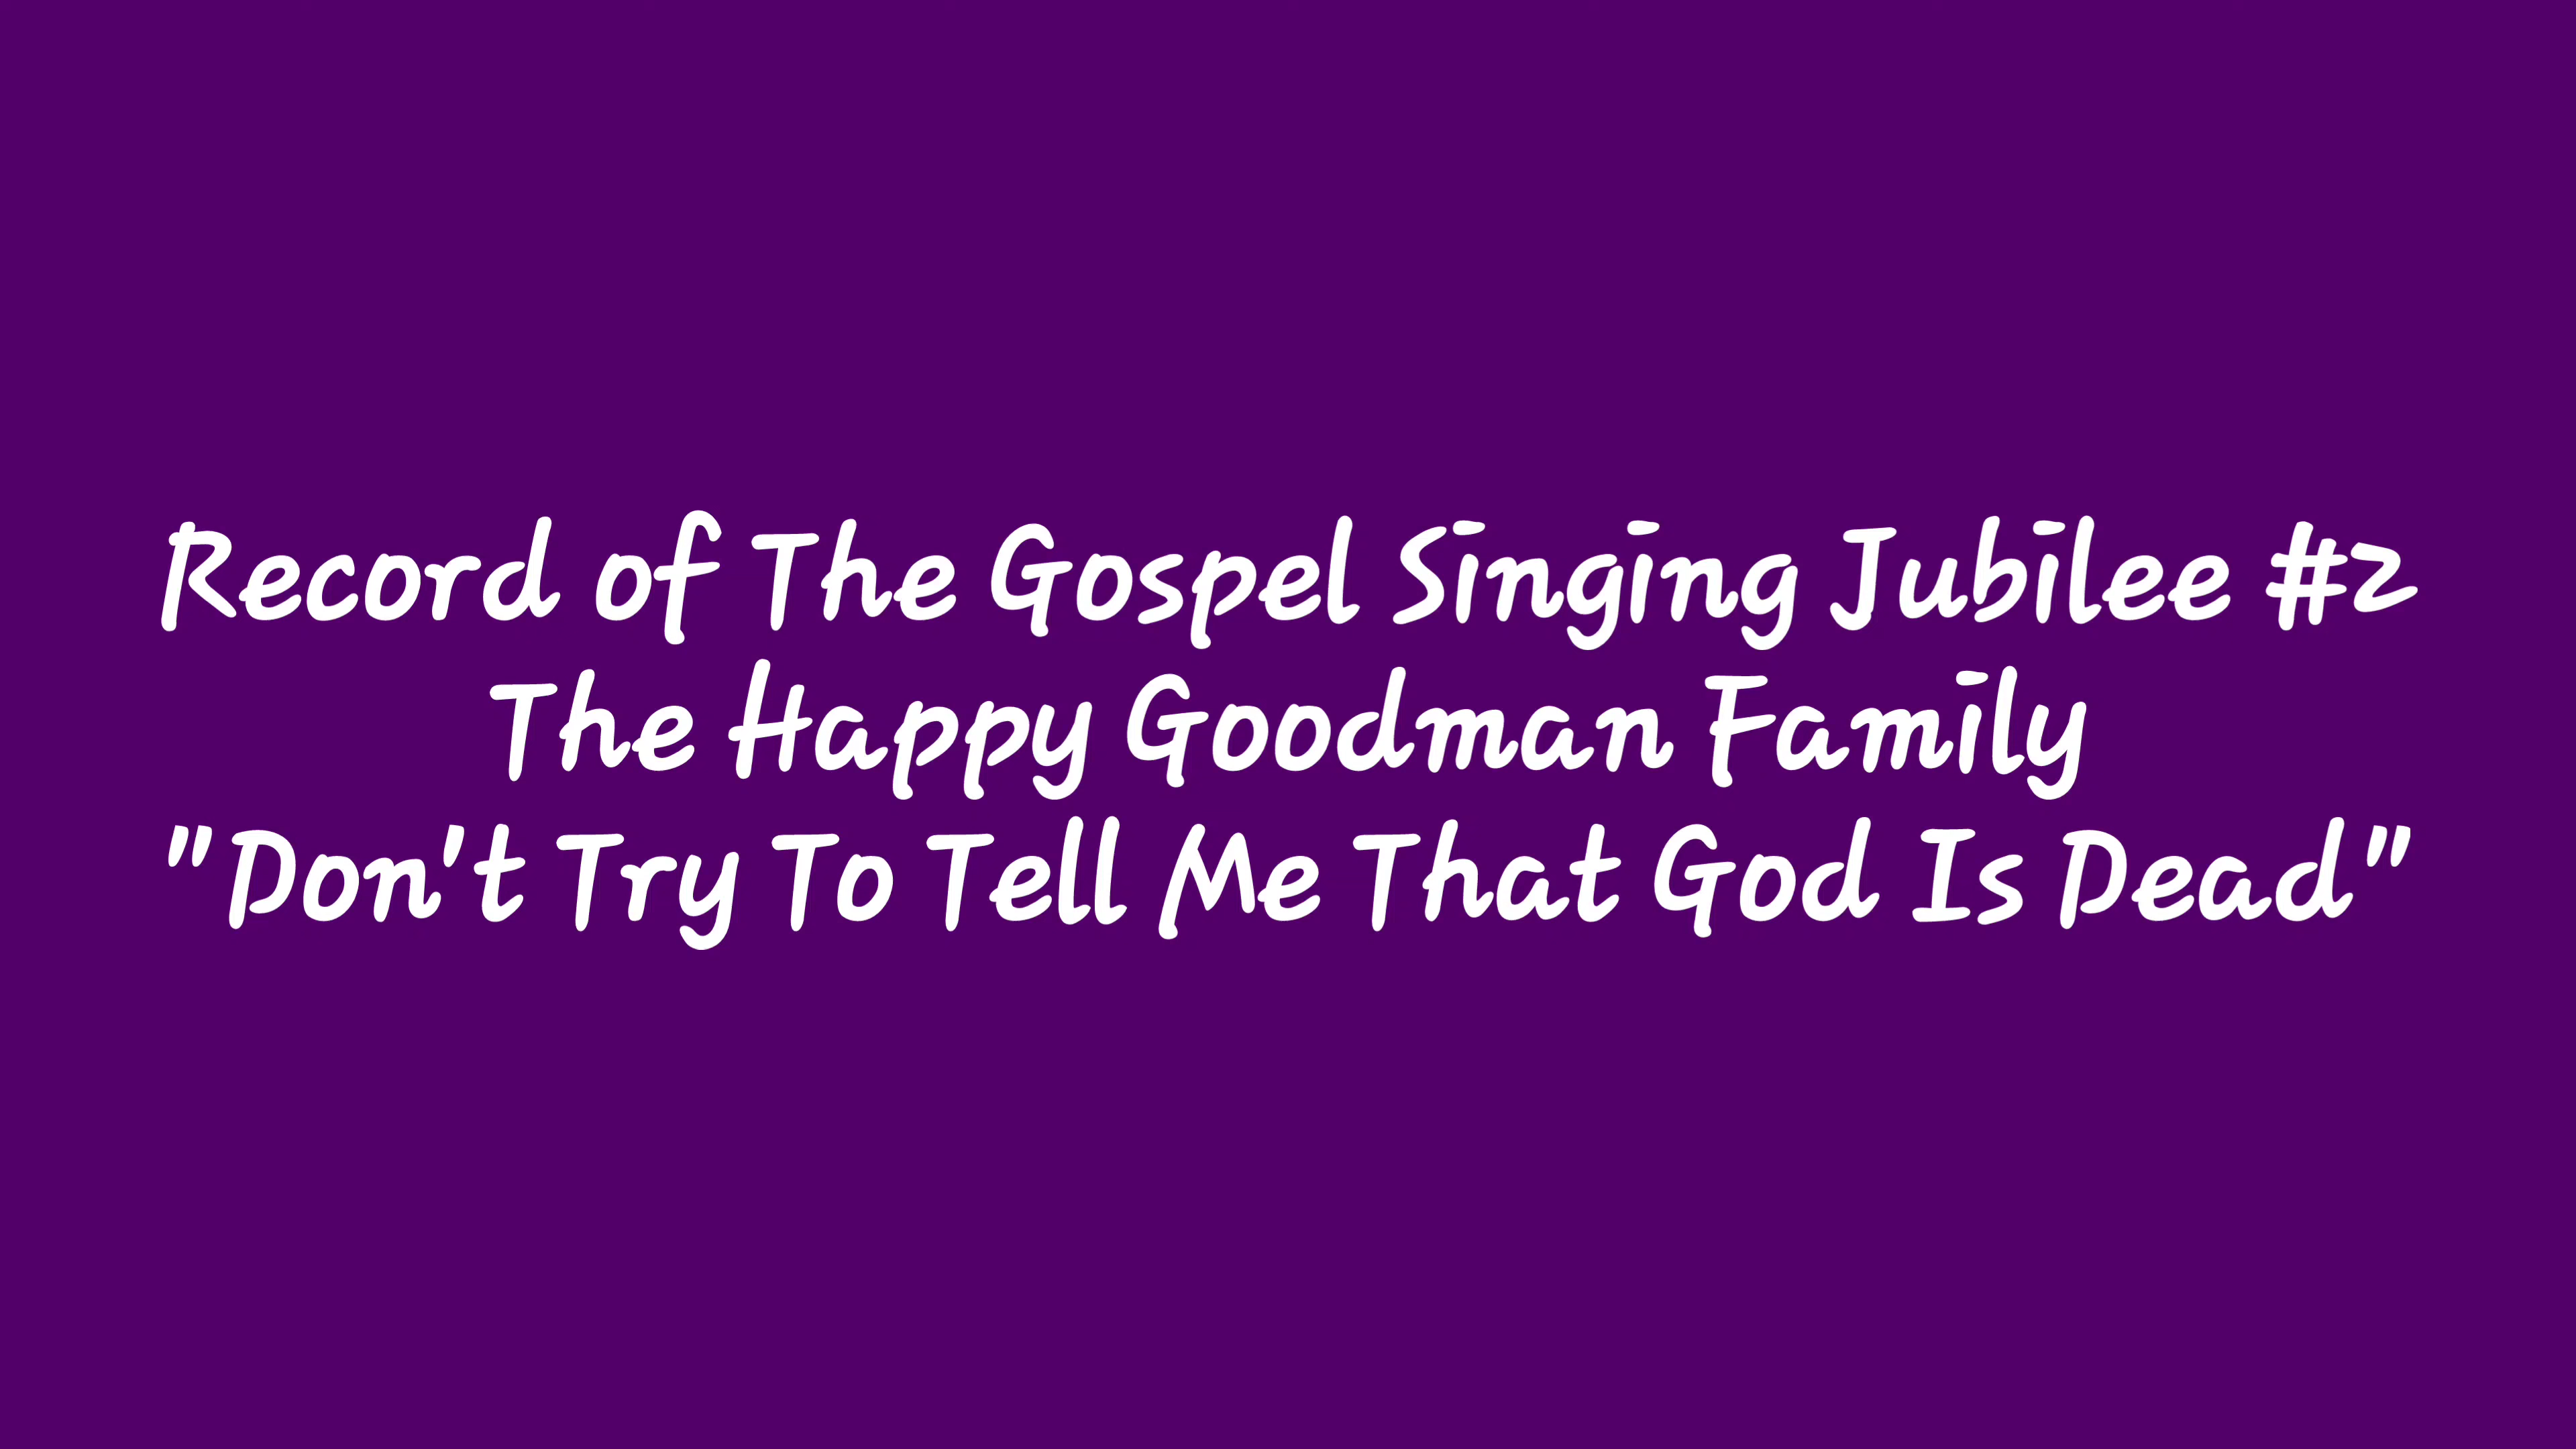 Record of The Gospel Singing Jubilee #2
The Happy Goodman Family
"Don't Try To Tell Me That God Is Dead"